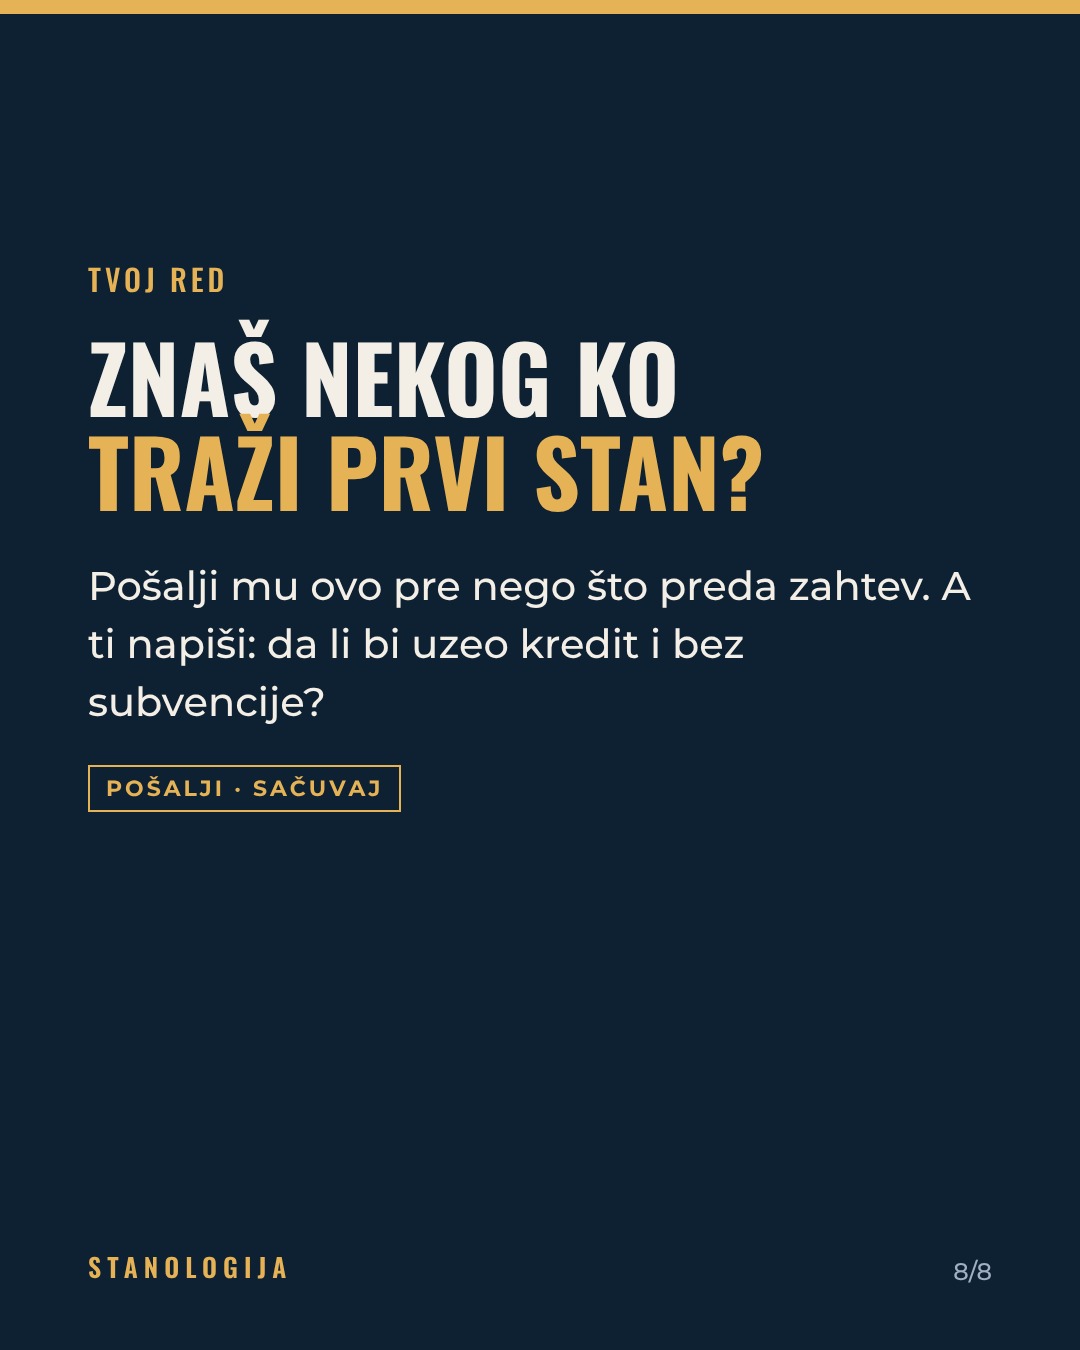 TVOJ RED
ZNAŠ NEKOG KO
TRAŽI PRVI STAN?
Pošalji mu ovo pre nego što preda zahtev. A
ti napiši: da li bi uzeo kredit i bez
subvencije?
POŠALJI · SAČUVAJ
STANOLOGIJA
8/8